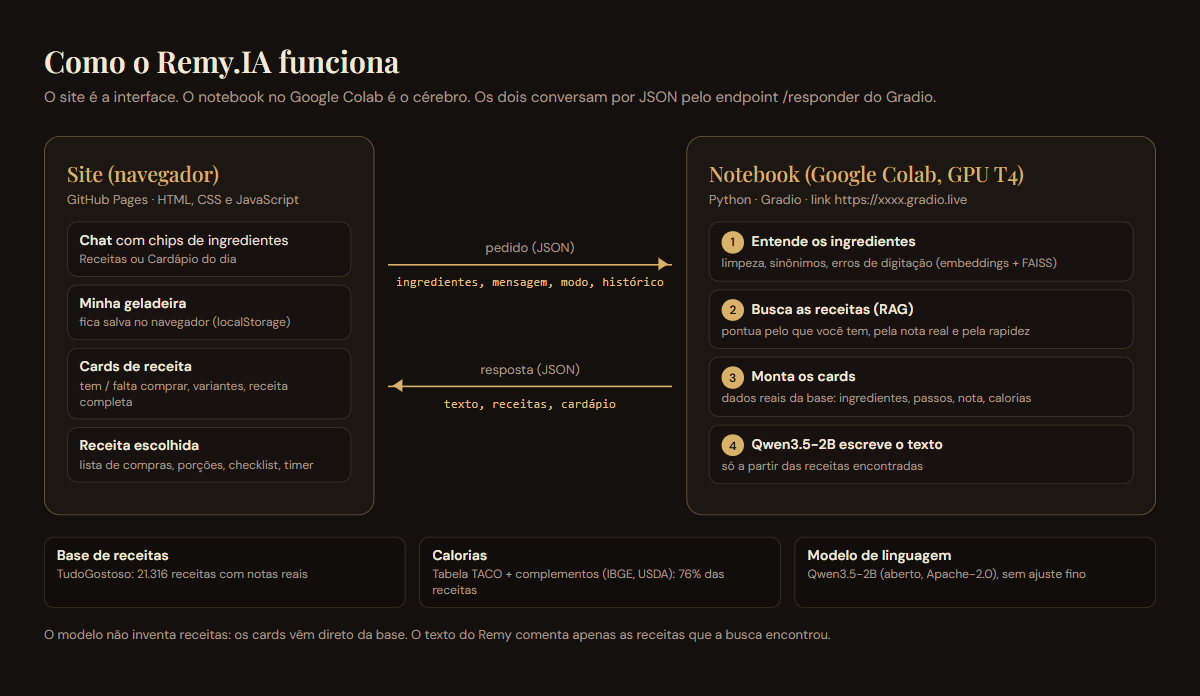 Como o Remy.IA funciona
O site é a interface. O notebook no Google Colab é o cérebro. Os dois conversam por JSON pelo endpoint /responder do Gradio.
Site (navegador)
GitHub Pages · HTML, CSS e JavaScript
Chat com chips de ingredientes
Receitas ou Cardápio do dia
Minha geladeira
fica salva no navegador (localStorage)
Cards de receita
tem / falta comprar, variantes, receita
completa
Receita escolhida
lista de compras, porções, checklist, timer
pedido (JSON)
ingredientes, mensagem, modo, histórico
resposta (JSON)
texto, receitas, cardápio
Notebook (Google Colab, GPU T4)
Python · Gradio · link https://xxxx.gradio.live
1 Entende os ingredientes
limpeza, sinônimos, erros de digitação (embeddings + FAISS)
2 Busca as receitas (RAG)
pontua pelo que você tem, pela nota real e pela rapidez
3 Monta os cards
dados reais da base: ingredientes, passos, nota, calorias
4 Qwen3.5-2B escreve o texto
só a partir das receitas encontradas
Base de receitas
TudoGostoso: 21.316 receitas com notas reais
Calorias
Tabela TACO + complementos (IBGE, USDA): 76% das
receitas
Modelo de linguagem
Qwen3.5-2B (aberto, Apache-2.0), sem ajuste fino
O modelo não inventa receitas: os cards vêm direto da base. O texto do Remy comenta apenas as receitas que a busca encontrou.